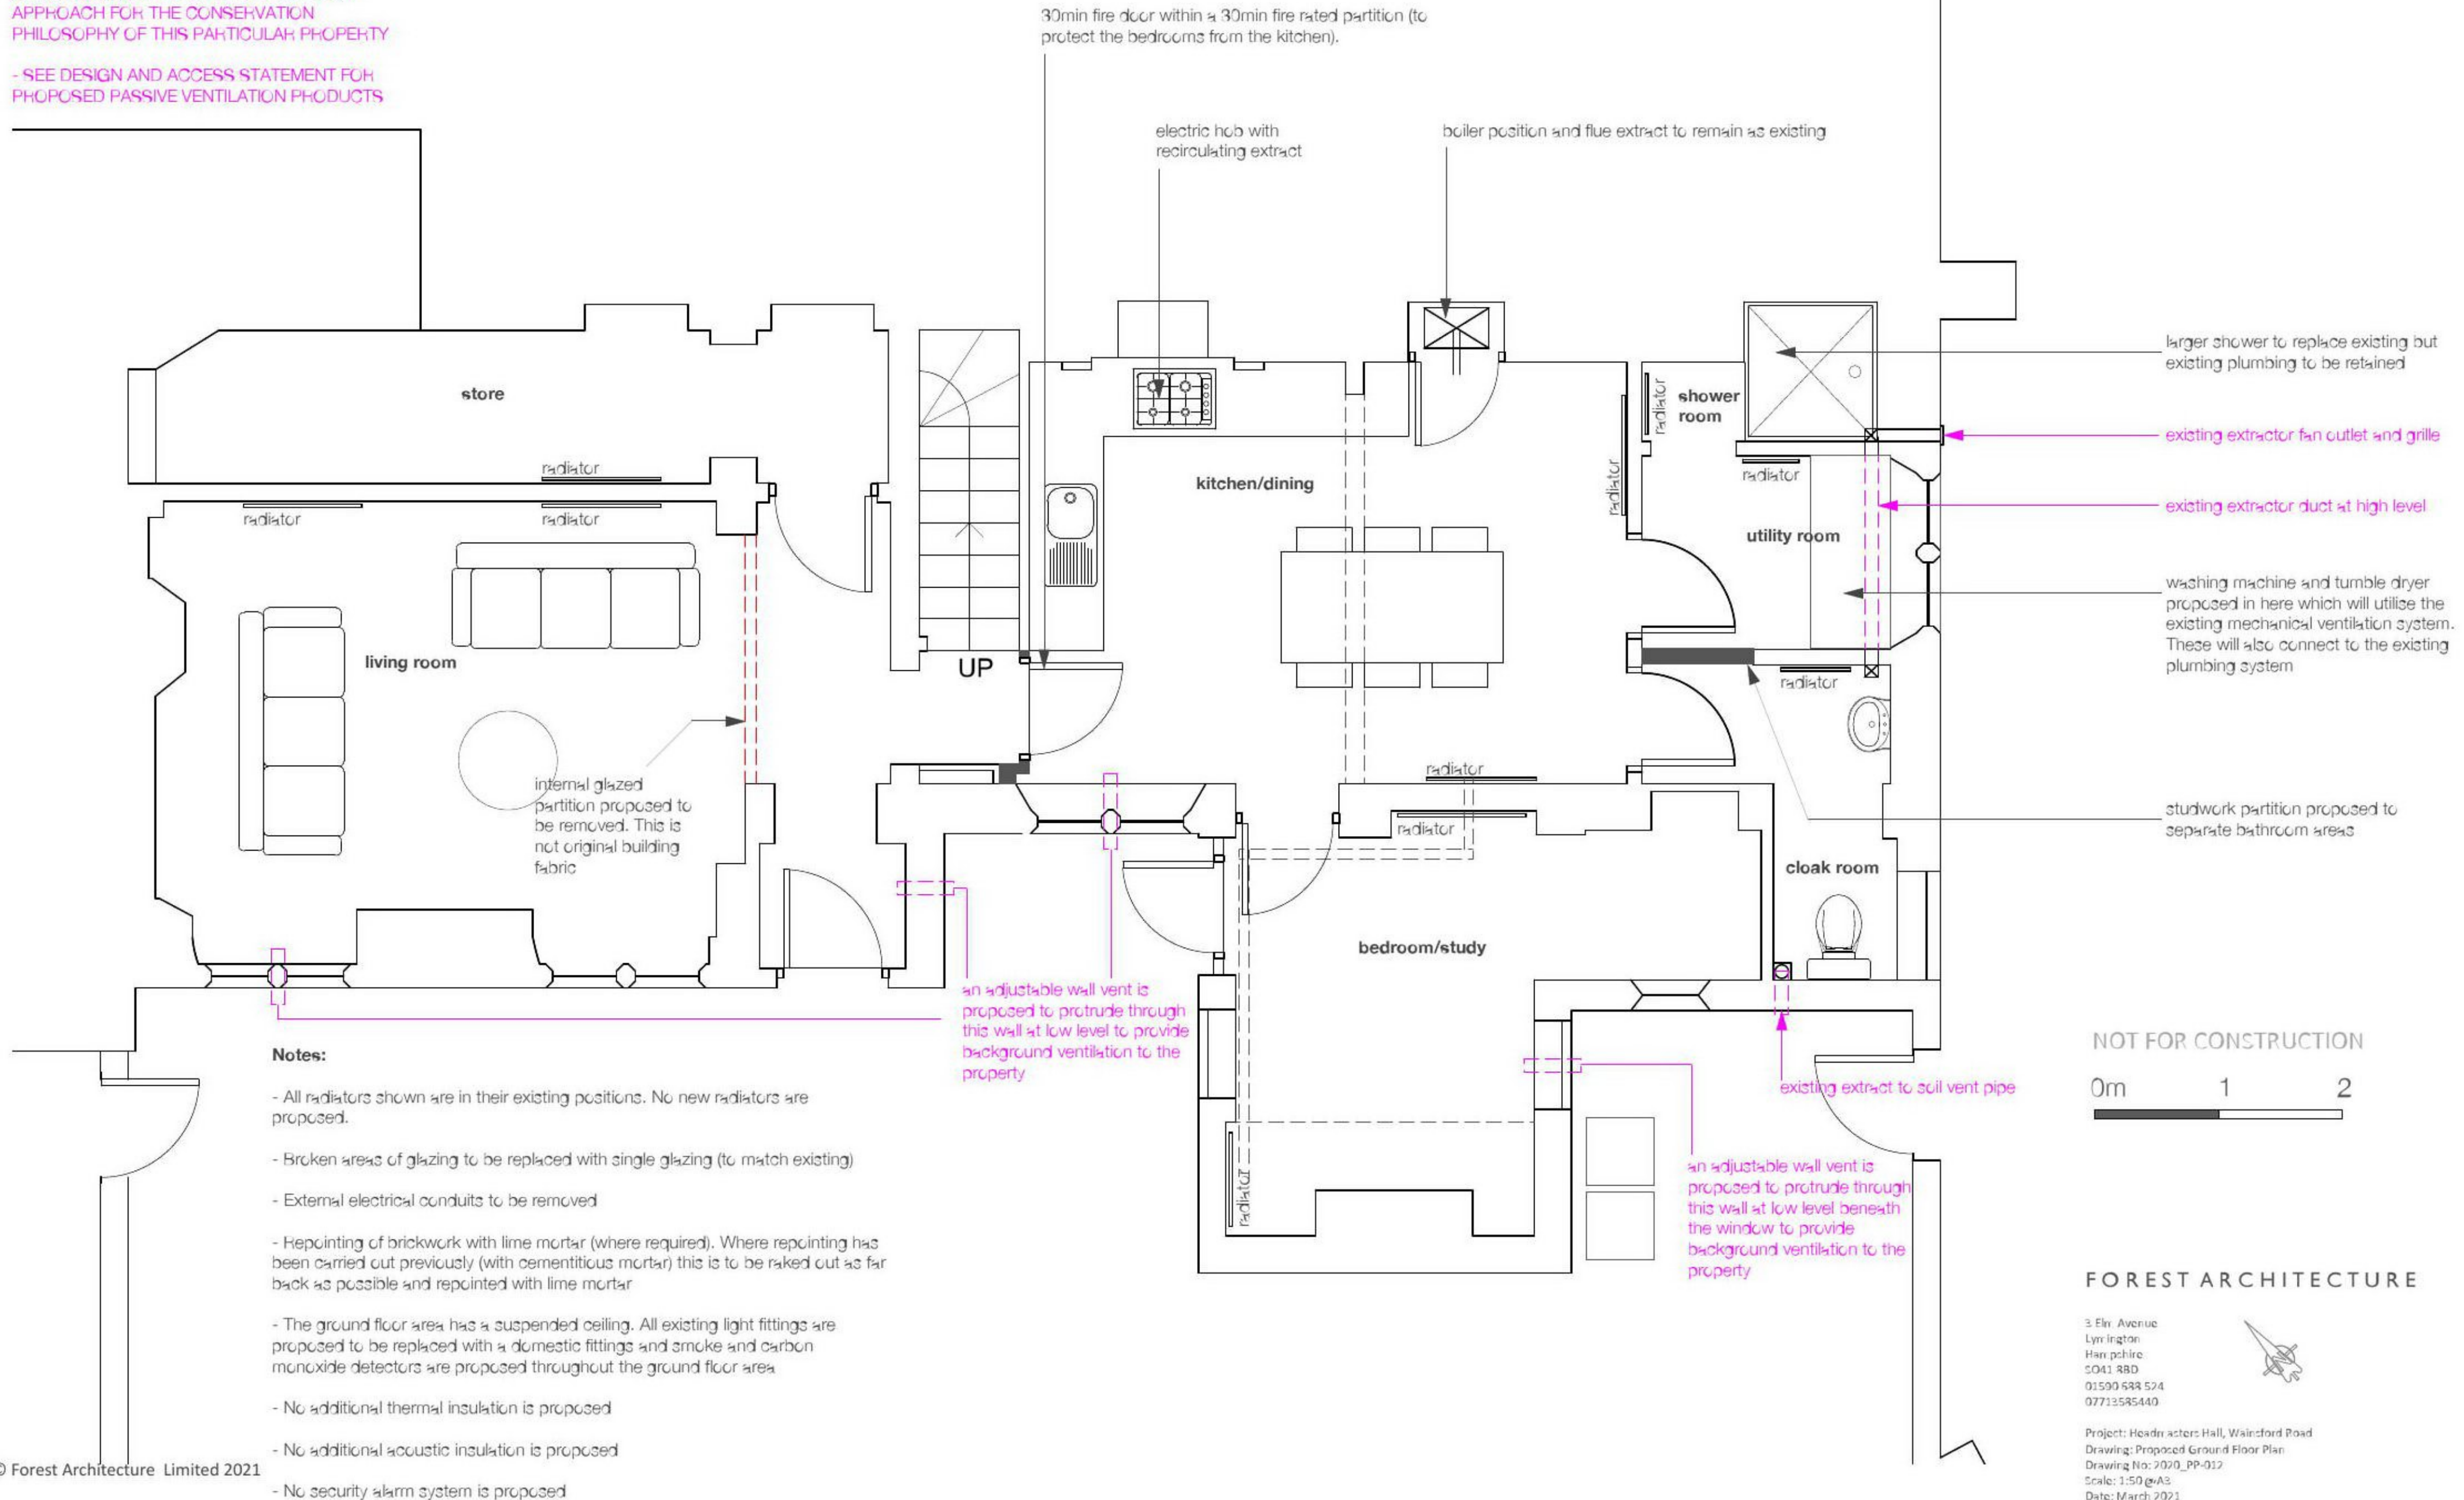 APPROACH FOR THE CONSERVATION
PHILOSOPHY OF THIS PARTICULAR PROPERTY
- SEE DESIGN AND ACCESS STATEMENT FOR
PROPOSED PASSIVE VENTILATION PRODUCTS
30min fire door within a 30min fire rated partition (to
protect the bedrooms from the kitchen).
electric hob with
recirculating extract
boiler position and flue extract to remain as existing
larger shower to replace existing but
existing plumbing to be retained
store
radiator
shower
room
existing extractor fan outlet and grille
radiator
radiator
radiator
kitchen/dining
radiator
radiator
existing extractor duct at high level
utility room
washing machine and tumble dryer
proposed in here which will utilise the
existing mechanical ventilation system.
These will also connect to the existing
plumbing system
living room
UP
radiator
internal glazed
partition proposed to
be removed. This is
not original building
fabric
radiator
radiator
studwork partition proposed to
separate bathroom areas
cloak room
bedroom/study
an adjustable wall vent is
proposed to protrude through
this wall at low level to provide
background ventilation to the
property
existing extract to soil vent pipe
radiator
an adjustable wall vent is
proposed to protrude through
this wall at low level beneath
the window to provide
background ventilation to the
property
Notes:
- All radiators shown are in their existing positions. No new radiators are
proposed.
- Broken areas of glazing to be replaced with single glazing (to match existing)
- External electrical conduits to be removed
- Repointing of brickwork with lime mortar (where required). Where repointing has
been carried out previously (with cementitious mortar) this is to be raked out as far
back as possible and repointed with lime mortar
- The ground floor area has a suspended ceiling. All existing light fittings are
proposed to be replaced with a domestic fittings and smoke and carbon
monoxide detectors are proposed throughout the ground floor area
- No additional thermal insulation is proposed
- No additional acoustic insulation is proposed
- No security alarm system is proposed
© Forest Architecture Limited 2021
NOT FOR CONSTRUCTION
0m 1 2
FOREST ARCHITECTURE
3 Elm Avenue
Lymington
Hampshire
SO41 8BD
01590 688 524
07713585440
Project: Headmasters Hall, Wainsford Road
Drawing: Proposed Ground Floor Plan
Drawing No: 2020_PP-012
Scale: 1:50 @A3
Date: March 2021